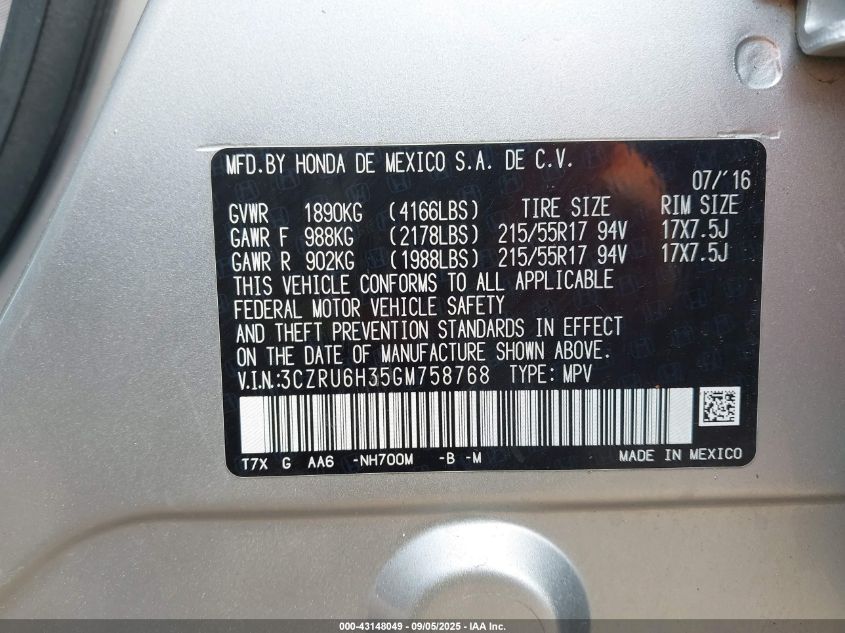 MFD.BY HONDA DE MEXICO S.A. DE C.V.
07/'16
GVWR 1890KG (4166LBS) TIRE SIZE RIM SIZE
GAWR F 988KG (2178LBS) 215/55R17 94V 17X7.5J
GAWR R 902KG (1988LBS) 215/55R17 94V 17X7.5J
THIS VEHICLE CONFORMS TO ALL APPLICABLE
FEDERAL MOTOR VEHICLE SAFETY
AND THEFT PREVENTION STANDARDS IN EFFECT
ON THE DATE OF MANUFACTURE SHOWN ABOVE.
V.I.N:3CZRU6H35GM758768 TYPE: MPV
T7X G AA6 -NH700M -B -M MADE IN MEXICO
000-43148049 - 09/05/2025 - IAA Inc.